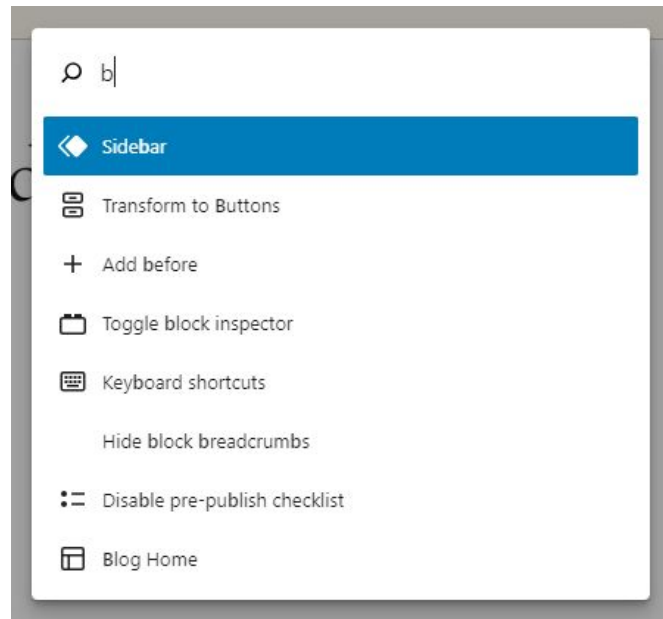 b
Sidebar
Transform to Buttons
Add before
Toggle block inspector
Keyboard shortcuts
Hide block breadcrumbs
Disable pre-publish checklist
Blog Home